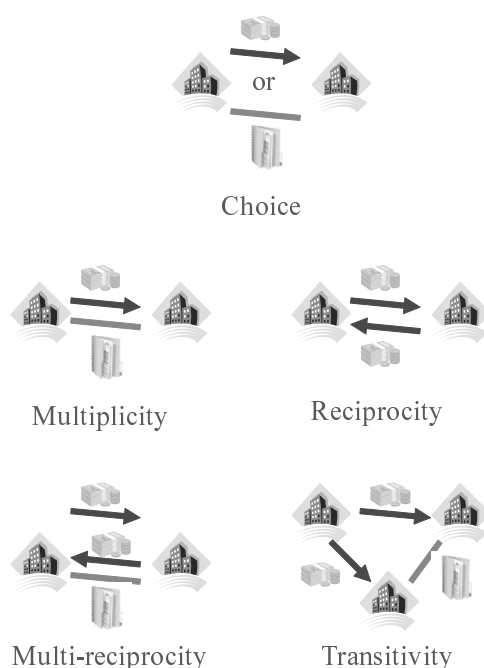 or
Choice
Multiplicity
Reciprocity
Multi-reciprocity
Transitivity